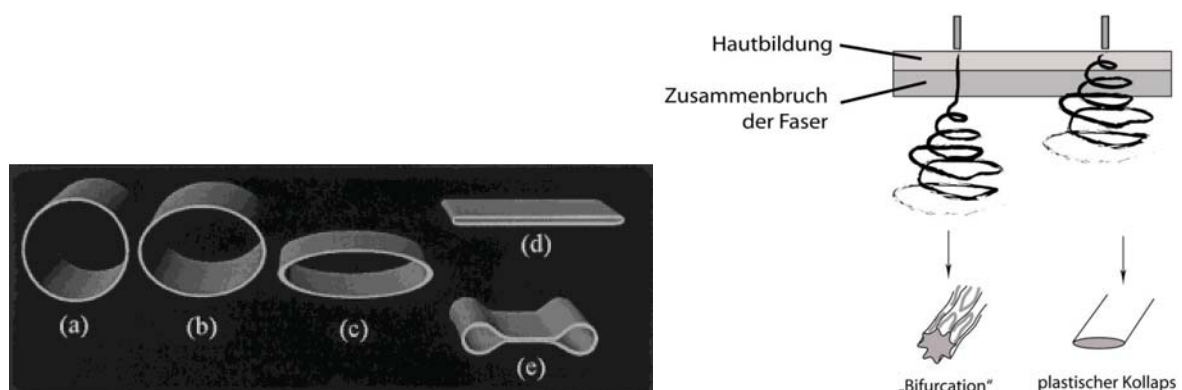 (a)
(b)
(c)
(d)
(e)
Hautbildung
Zusammenbruch
der Faser
„Bifurcation“
plastischer Kollaps